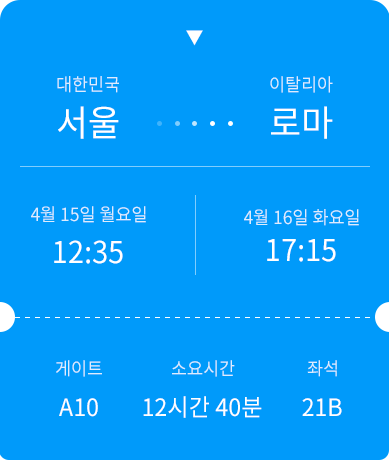 대한민국 이탈리아
서울 로마
4월 15일 월요일 4월 16일 화요일
12:35 17:15
게이트 소요시간 좌석
A10 12시간 40분 21B